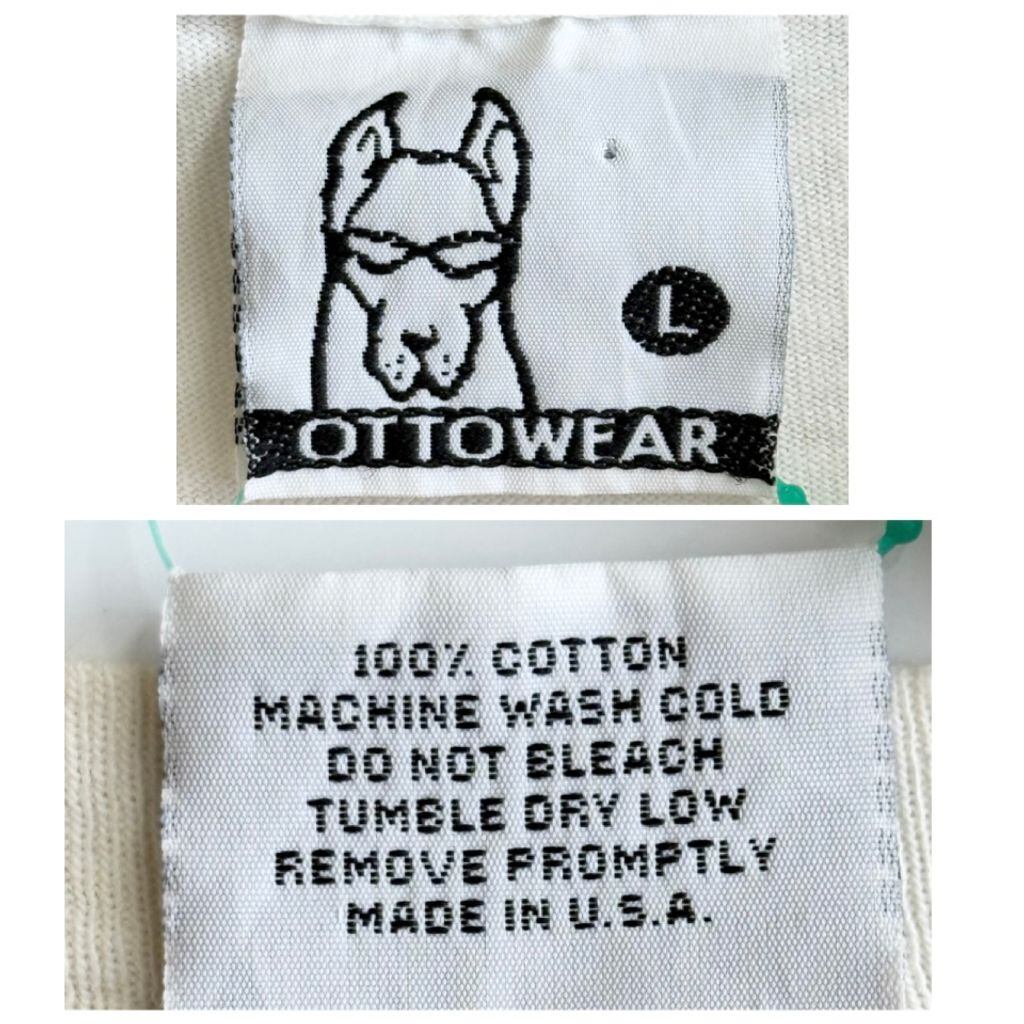 L
OTTOWEAR
100% COTTON
MACHINE WASH COLD
DO NOT BLEACH
TUMBLE DRY LOW
REMOVE PROMPTLY
MADE IN U.S.A.